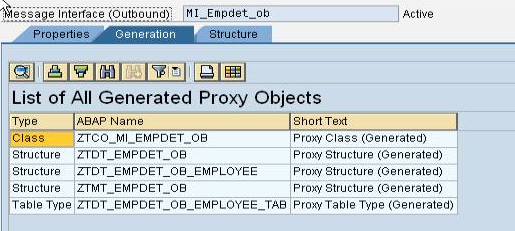 Message Interface (Outbound) MI_Empdet_ob Active
Properties Generation Structure
List of All Generated Proxy Objects
Type ABAP Name Short Text
Class ZTCO_MI_EMPDET_OB Proxy Class (Generated)
Structure ZTDT_EMPDET_OB Proxy Structure (Generated)
Structure ZTDT_EMPDET_OB_EMPLOYEE Proxy Structure (Generated)
Structure ZTMT_EMPDET_OB Proxy Structure (Generated)
Table Type ZTDT_EMPDET_OB_EMPLOYEE_TAB Proxy Table Type (Generated)